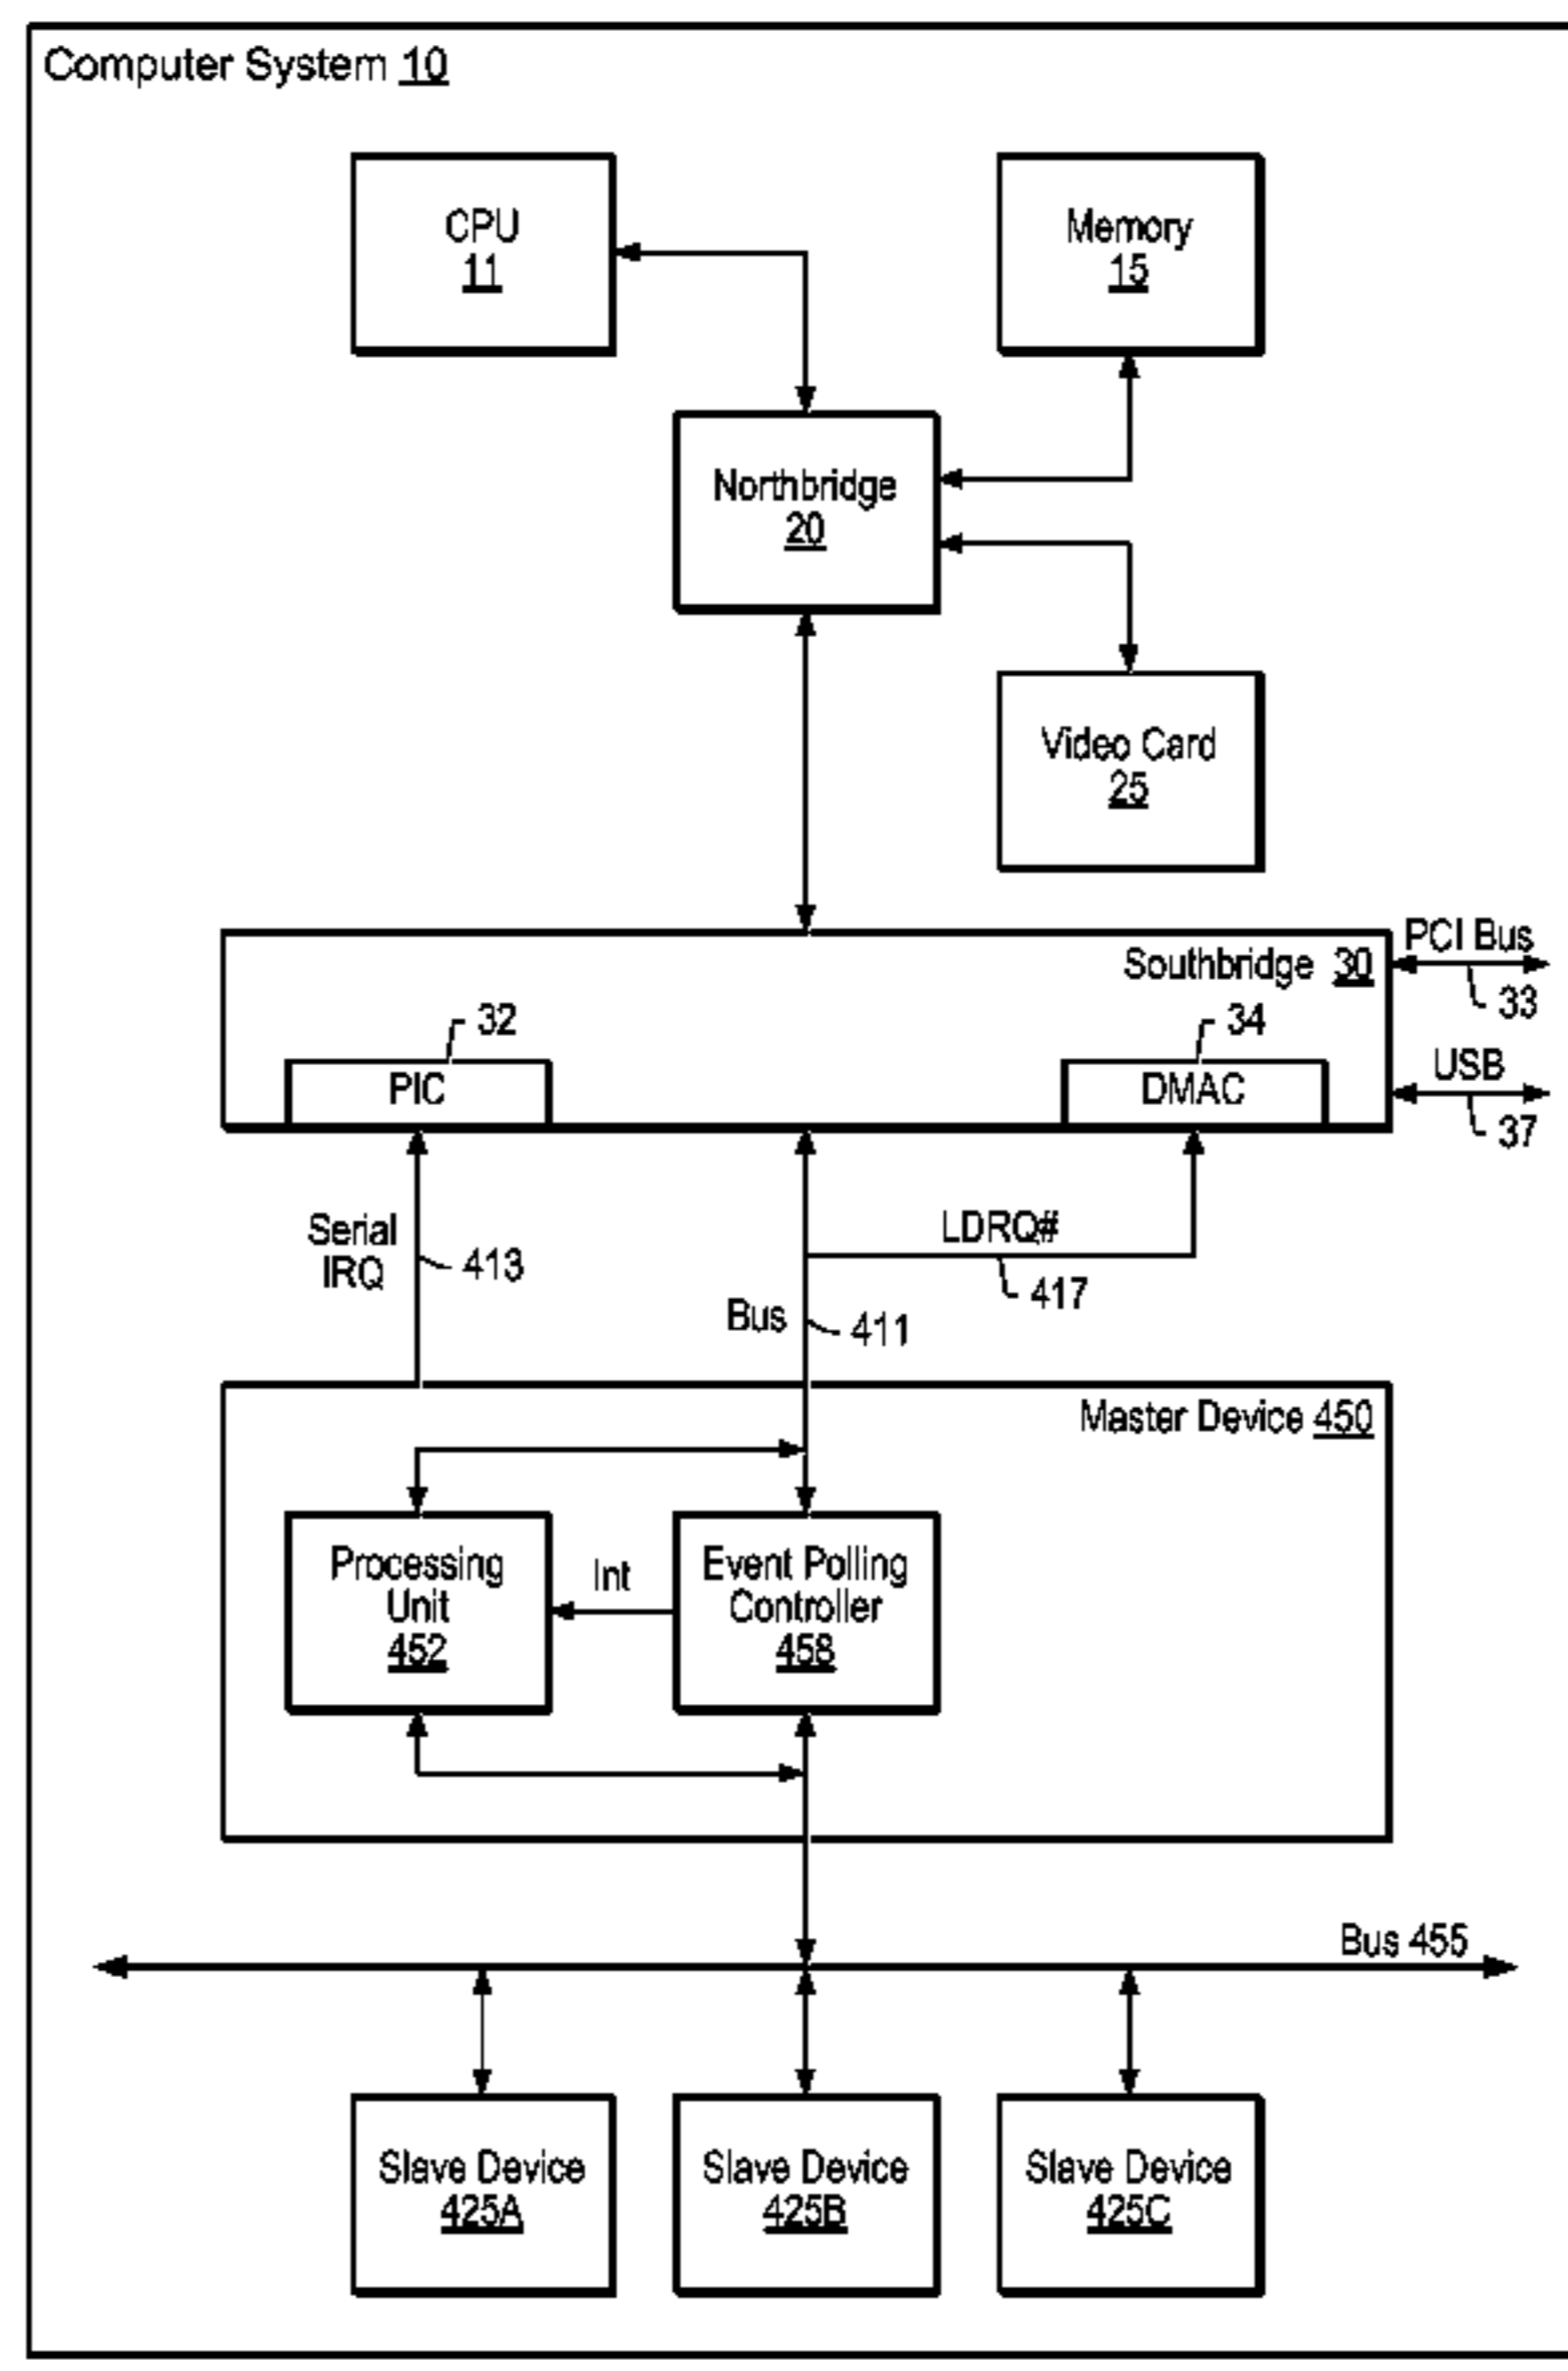 Computer System 10
CPU
11
Memory
15
Northbridge
20
Video Card
25
Southbridge 30
PCI Bus
33
32
PIC
34
DMAC
USB
37
Serial
IRQ
413
LDRQ#
417
Bus
411
Master Device 450
Processing
Unit
452
Int
Event Polling
Controller
458
Bus 455
Slave Device
425A
Slave Device
425B
Slave Device
425C